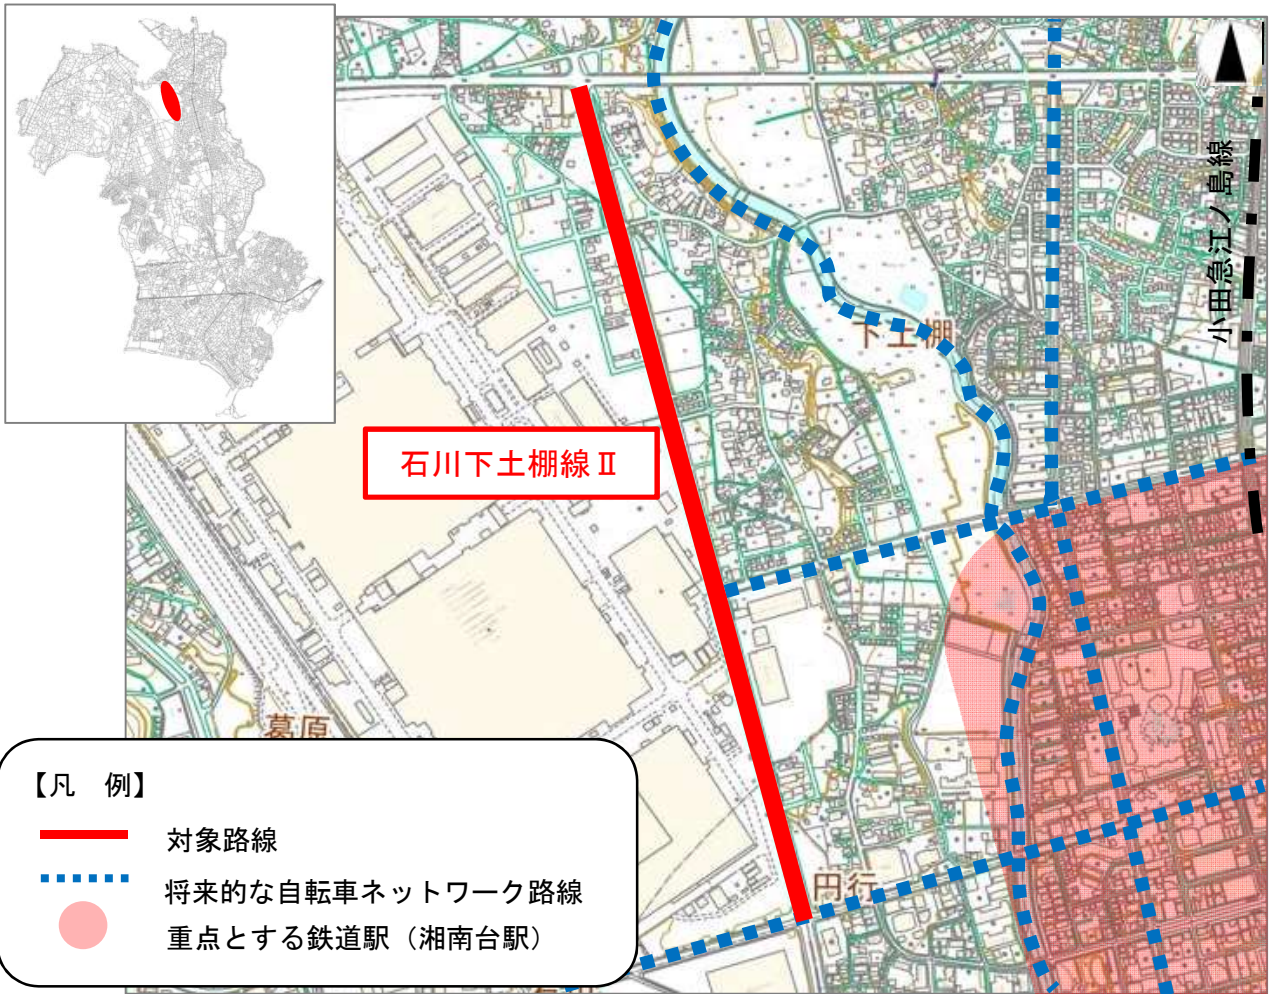 小田急江ノ島線
下土棚
石川下土棚線Ⅱ
葛原
円行
【凡　例】
対象路線
将来的な自転車ネットワーク路線
重点とする鉄道駅（湘南台駅）